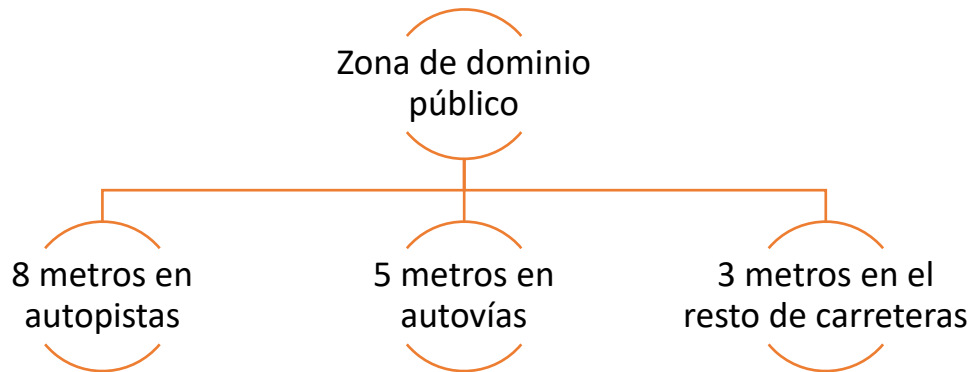 Zona de dominio
público
8 metros en
autopistas
5 metros en
autovías
3 metros en el
resto de carreteras